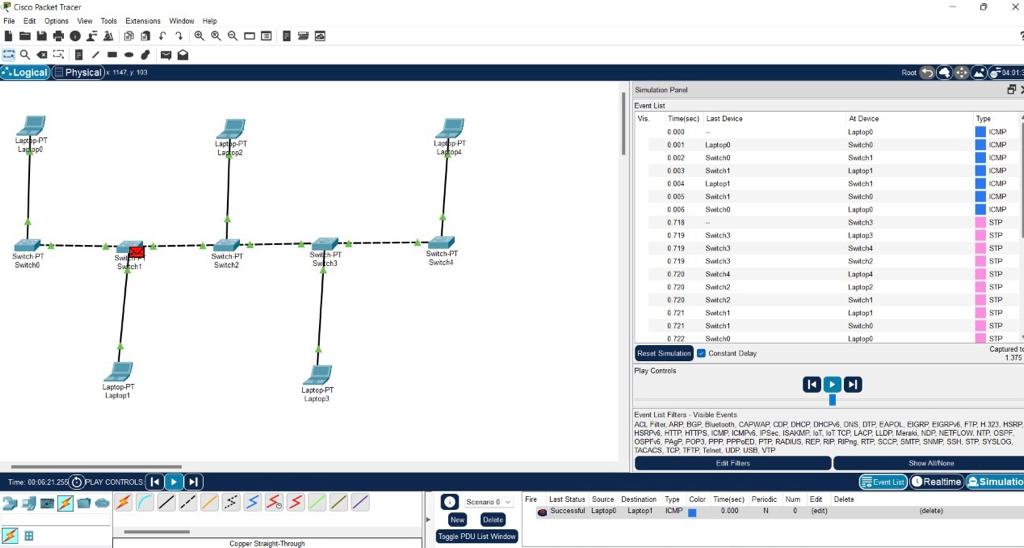 Cisco Packet Tracer
File Edit Options View Tools Extensions Window Help
Logical Physical x: 1147, y: 103 Root 04:01:3
Simulation Panel
Event List
Vis. Time(sec) Last Device At Device Type
0.000 -- Laptop0 ICMP
0.001 Laptop0 Switch0 ICMP
0.002 Switch0 Switch1 ICMP
0.003 Switch1 Laptop1 ICMP
0.004 Laptop1 Switch1 ICMP
0.005 Switch1 Switch0 ICMP
0.006 Switch0 Laptop0 ICMP
0.718 -- Switch3 STP
0.719 Switch3 Laptop3 STP
0.719 Switch3 Switch4 STP
0.719 Switch3 Switch2 STP
0.720 Switch4 Laptop4 STP
0.720 Switch2 Laptop2 STP
0.720 Switch2 Switch1 STP
0.721 Switch1 Laptop1 STP
0.721 Switch1 Switch0 STP
0.722 Switch0 Laptop0 STP
Laptop-PT
Laptop0
Laptop-PT
Laptop2
Laptop-PT
Laptop4
Switch-PT
Switch0
Switch-PT
Switch1
Switch-PT
Switch2
Switch-PT
Switch3
Switch-PT
Switch4
Laptop-PT
Laptop1
Laptop-PT
Laptop3
Reset Simulation Constant Delay Captured to
1.375
Play Controls
Event List Filters - Visible Events
ACL Filter, ARP, BGP, Bluetooth, CAPWAP, CDP, DHCP, DHCPv6, DNS, DTP, EAPOL, EIGRP, EIGRPv6, FTP, H.323, HSRP,
HSRPv6, HTTP, HTTPS, ICMP, ICMPv6, IPSec, ISAKMP, IoT, IoT TCP, LACP, LLDP, Meraki, NDP, NETFLOW, NTP, OSPF,
OSPFv6, PAgP, POP3, PPP, PPPoED, PTP, RADIUS, REP, RIP, RIPng, RTP, SCCP, SMTP, SNMP, SSH, STP, SYSLOG,
TACACS, TCP, TFTP, Telnet, UDP, USB, VTP
Edit Filters Show All/None
Time: 00:06:21.255 PLAY CONTROLS: Event List Realtime Simulatio
Scenario 0
New Delete
Toggle PDU List Window
Fire Last Status Source Destination Type Color Time(sec) Periodic Num Edit Delete
Successful Laptop0 Laptop1 ICMP 0.000 N 0 (edit) (delete)
Copper Straight-Through